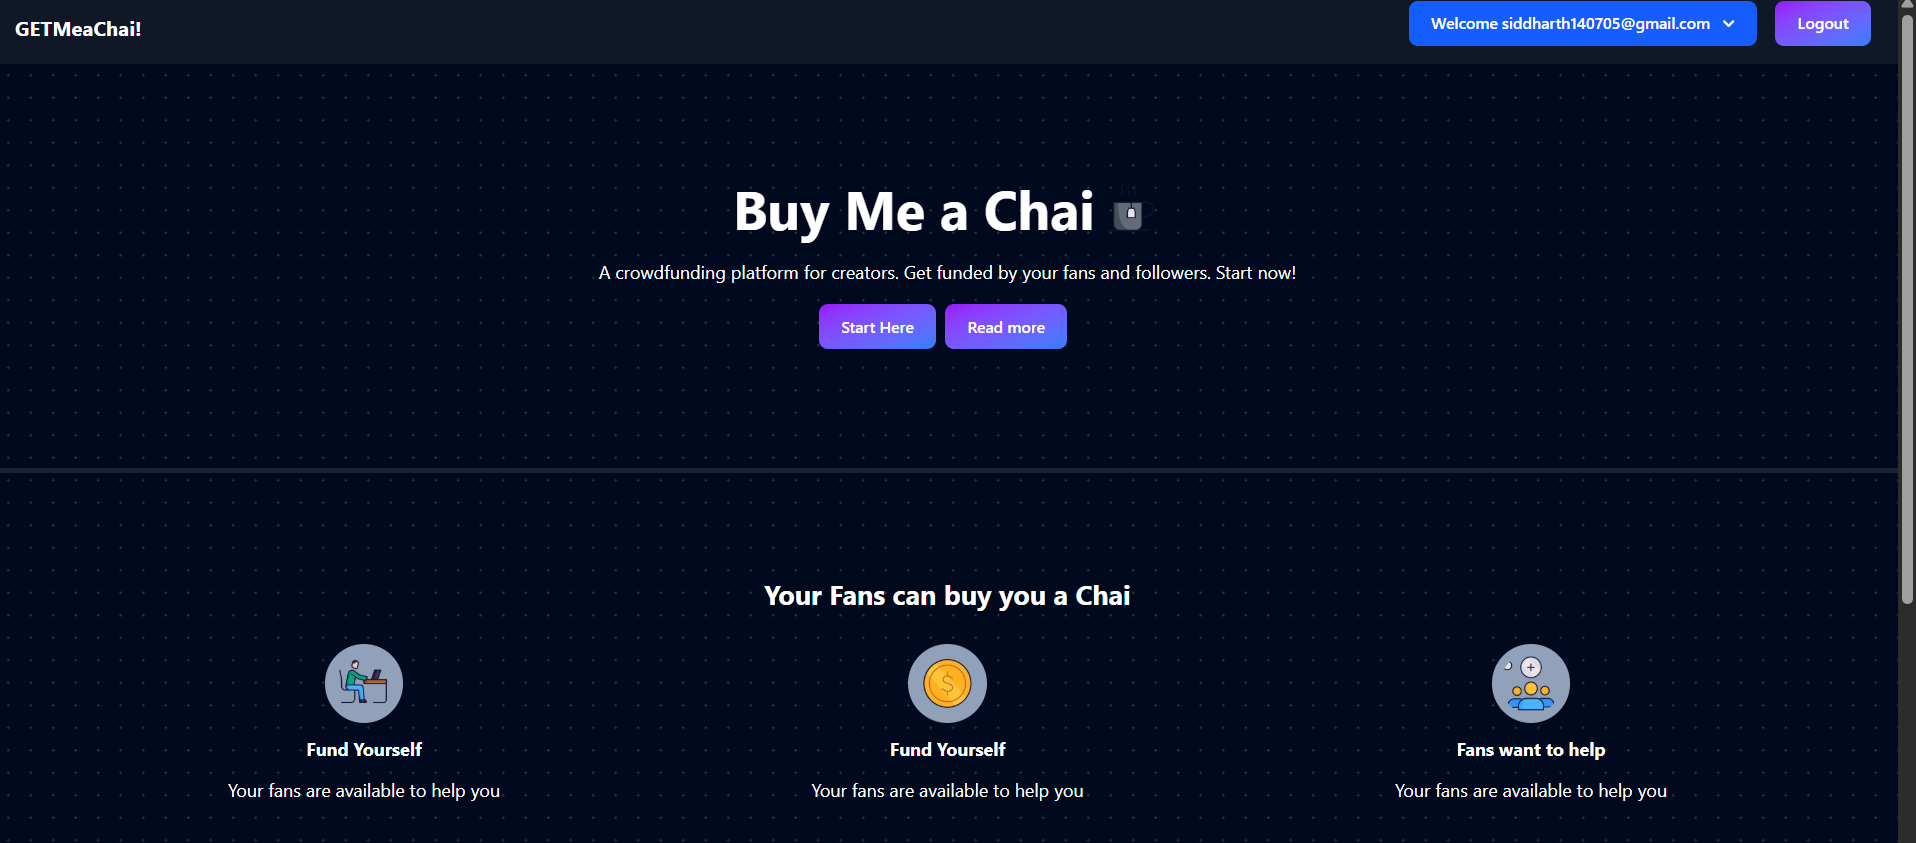 GETMeaChai!
Welcome siddharth140705@gmail.com
Logout
Buy Me a Chai
A crowdfunding platform for creators. Get funded by your fans and followers. Start now!
Start Here
Read more
Your Fans can buy you a Chai
Fund Yourself
Your fans are available to help you
Fund Yourself
Your fans are available to help you
Fans want to help
Your fans are available to help you